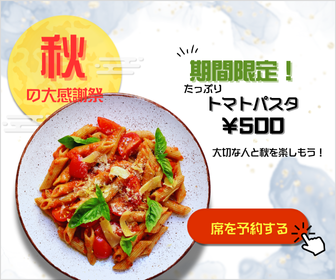 秋
の大感謝祭
期間限定！
たっぷり
トマトパスタ
¥500
大切な人と秋を楽しもう！
席を予約する